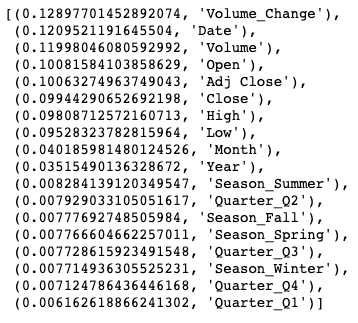 [(0.12897701452892074, 'Volume_Change'),
(0.1209521191645504, 'Date'),
(0.11998046080592992, 'Volume'),
(0.10081584103858629, 'Open'),
(0.10063274963749043, 'Adj Close'),
(0.09944290652692198, 'Close'),
(0.09808712572160713, 'High'),
(0.09528323782815964, 'Low'),
(0.040185981480124526, 'Month'),
(0.03515490136328672, 'Year'),
(0.008284139120349547, 'Season_Summer'),
(0.007929033105051617, 'Quarter_Q2'),
(0.00777692748505984, 'Season_Fall'),
(0.007766604662257011, 'Season_Spring'),
(0.007728615923491548, 'Quarter_Q3'),
(0.007714936305525231, 'Season_Winter'),
(0.007124786436446168, 'Quarter_Q4'),
(0.006162618866241302, 'Quarter_Q1')]